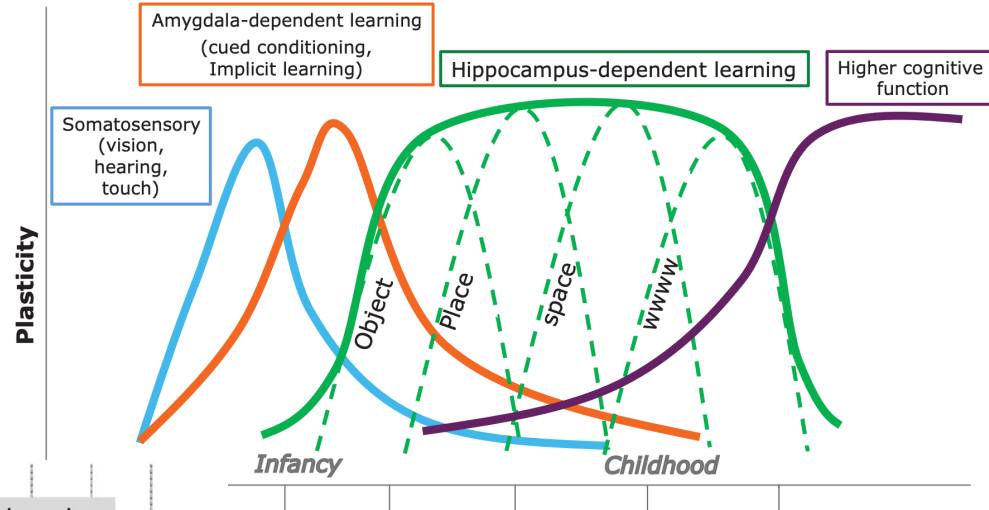 Amygdala-dependent learning
(cued conditioning,
Implicit learning)
Hippocampus-dependent learning
Higher cognitive
function
Somatosensory
(vision,
hearing,
touch)
Plasticity
Object
Place
space
wwww
Infancy
Childhood